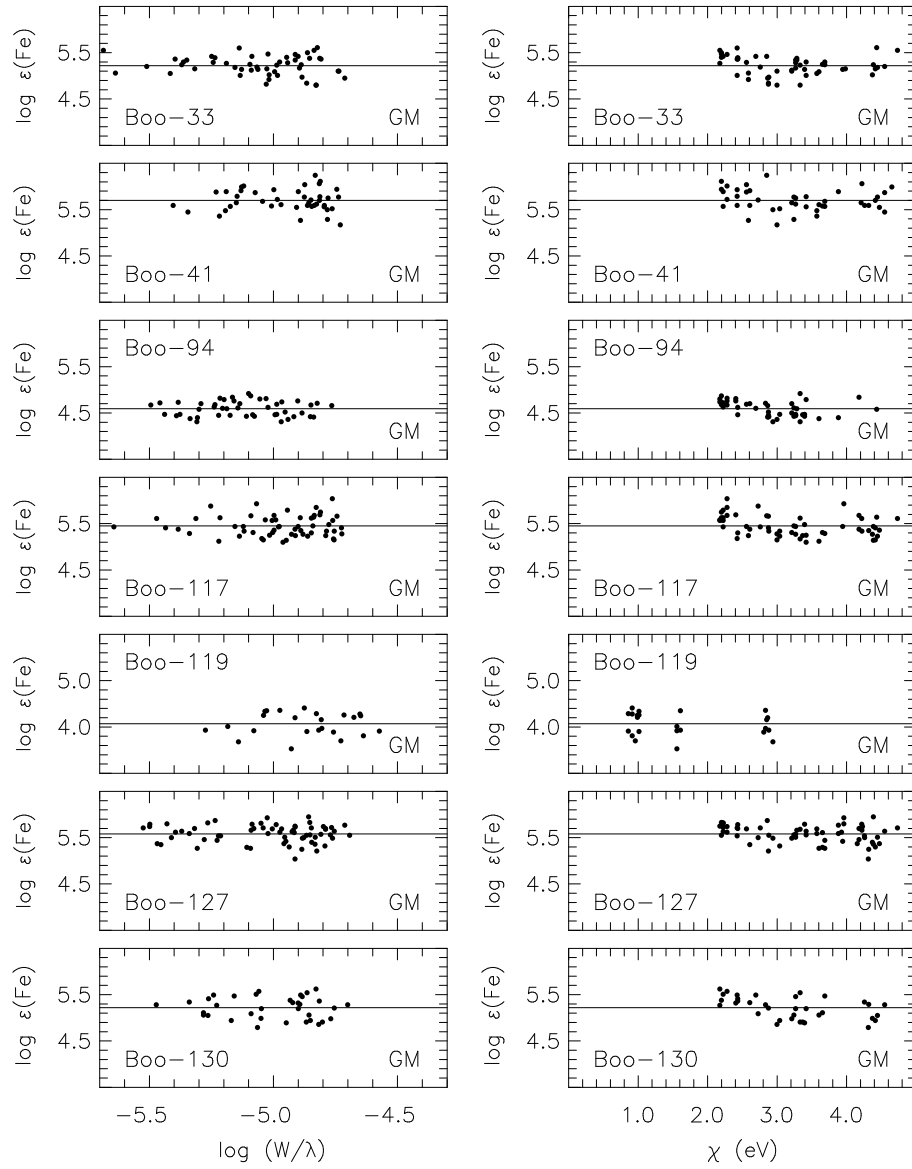 log ε(Fe)
5.5
4.5
Boo−33
GM
log ε(Fe)
5.5
4.5
Boo−33
GM
log ε(Fe)
5.5
4.5
Boo−41
GM
log ε(Fe)
5.5
4.5
Boo−41
GM
log ε(Fe)
5.5
4.5
Boo−94
GM
log ε(Fe)
5.5
4.5
Boo−94
GM
log ε(Fe)
5.5
4.5
Boo−117
GM
log ε(Fe)
5.5
4.5
Boo−117
GM
log ε(Fe)
5.0
4.0
Boo−119
GM
log ε(Fe)
5.0
4.0
Boo−119
GM
log ε(Fe)
5.5
4.5
Boo−127
GM
log ε(Fe)
5.5
4.5
Boo−127
GM
log ε(Fe)
5.5
4.5
Boo−130
GM
log ε(Fe)
5.5
4.5
Boo−130
GM
−5.5 −5.0 −4.5
log (W/λ)
1.0 2.0 3.0 4.0
χ (eV)